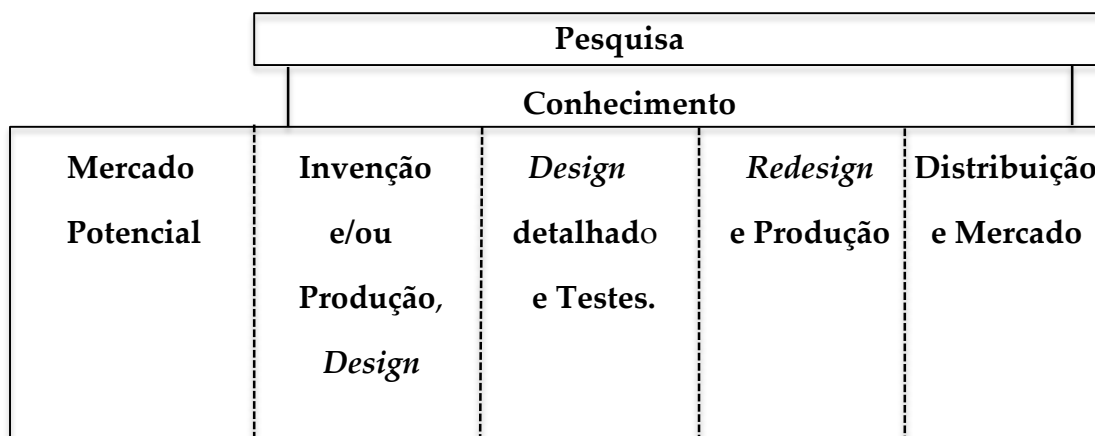 Pesquisa
Conhecimento
Mercado
Potencial
Invenção
e/ou
Produção,
Design
Design
detalhado
e Testes.
Redesign
e Produção
Distribuição
e Mercado